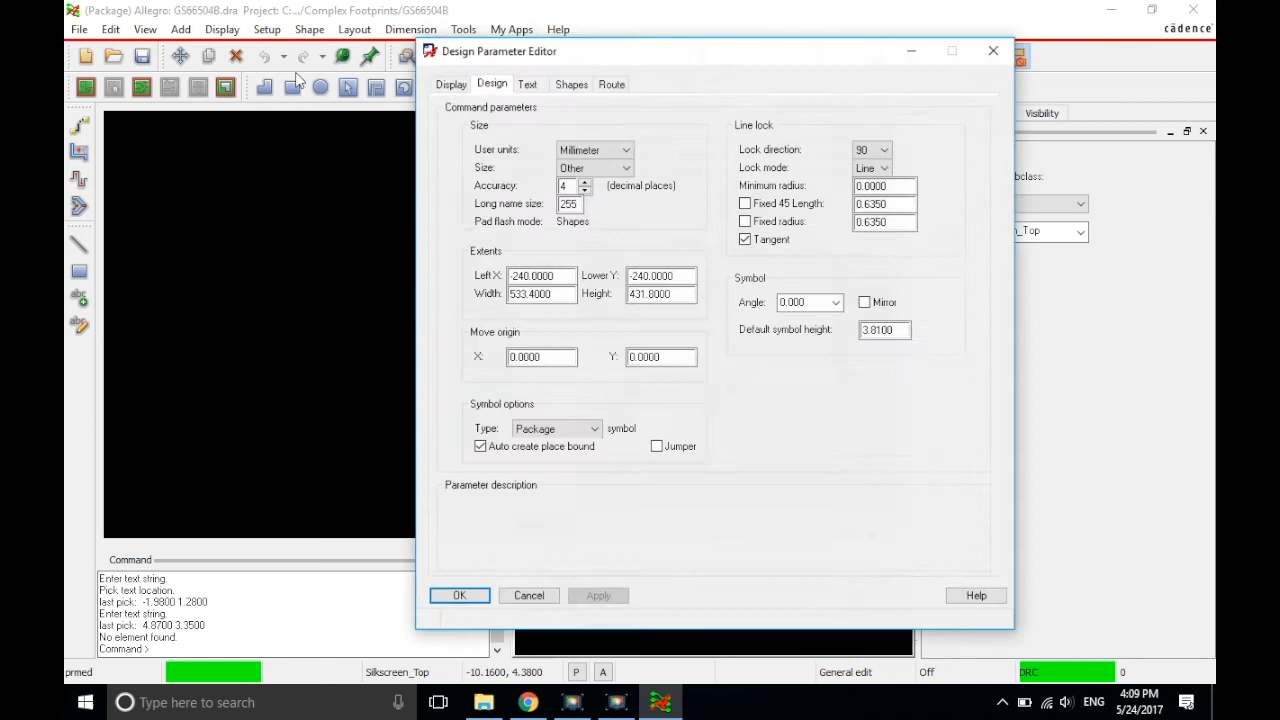 (Package) Allegro: GS66504B.dra Project: C:.../Complex Footprints/GS66504B
File Edit View Add Display Setup Shape Layout Dimension Tools My Apps Help
cādence
Design Parameter Editor
Display Design Text Shapes Route
Visibility
Command parameters
Size
User units: Millimeter
Size: Other
Accuracy: 4 (decimal places)
Long name size: 255
Pad flash mode: Shapes
Line lock
Lock direction: 90
Lock mode: Line
Minimum radius: 0.0000
Fixed 45 Length: 0.6350
Fixed radius: 0.6350
Tangent
bclass:
n_Top
Extents
Left X: -240.0000 Lower Y: -240.0000
Width: 533.4000 Height: 431.8000
Symbol
Angle: 0.000 Mirror
Default symbol height: 3.8100
Move origin
X: 0.0000 Y: 0.0000
Symbol options
Type: Package symbol
Auto create place bound Jumper
Parameter description
OK Cancel Apply Help
Command
Enter text string.
Pick text location.
last pick: -1.9800 1.2800
Enter text string.
last pick: 4.8700 3.3500
No element found.
Command >
prmed Silkscreen_Top -10.1600, 4.3800 P A General edit Off DRC 0
abc
abc
Type here to search
ENG
4:09 PM
5/24/2017